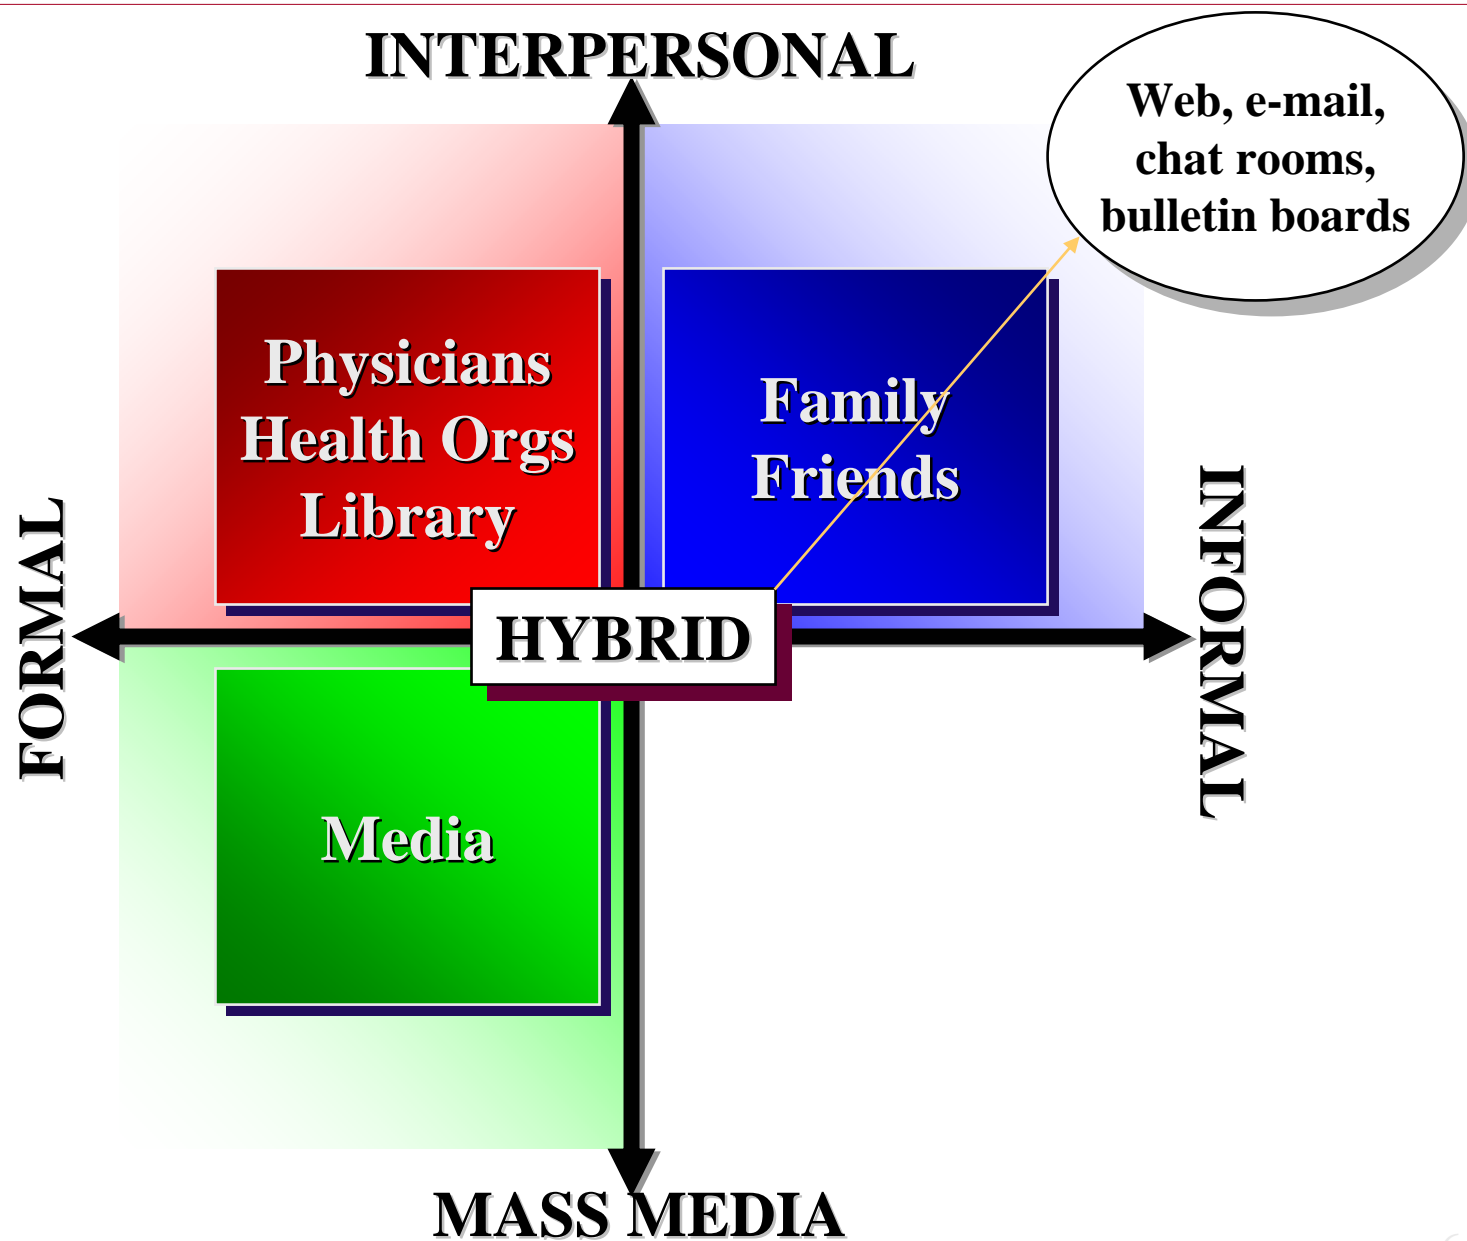 INTERPERSONAL
Web, e-mail,
chat rooms,
bulletin boards
Physicians
Health Orgs
Library
Family
Friends
FORMAL
HYBRID
INFORMAL
Media
MASS MEDIA